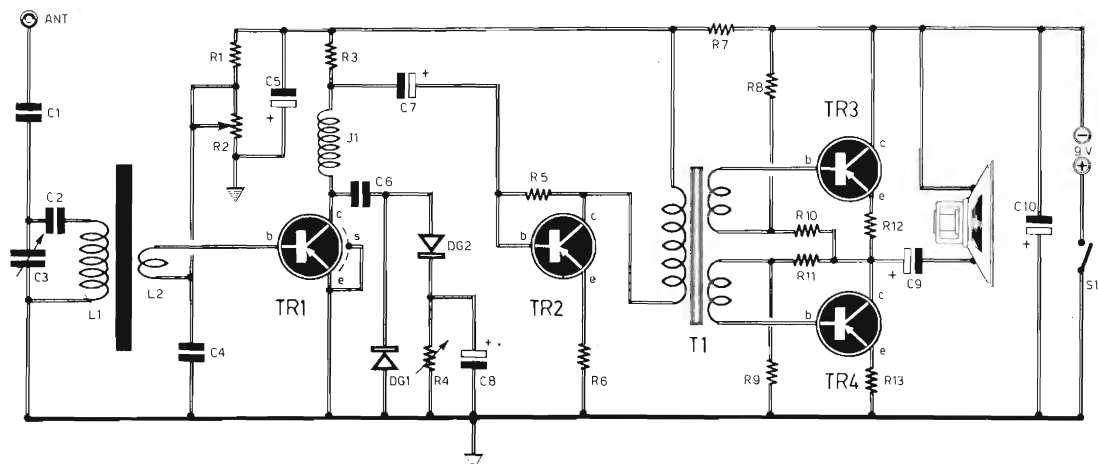 ANT
C1
C2
C3
L1
L2
C4
R1
R2
C5
+
R3
J1
C7
+
C6
b
c
s
e
TR1
DG2
DG1
R4
C8
+
R5
b
c
e
TR2
R6
T1
R7
R8
R9
R10
R11
TR3
b
c
e
R12
C9
+
b
c
e
TR4
R13
C10
+
−
9 V
+
S1